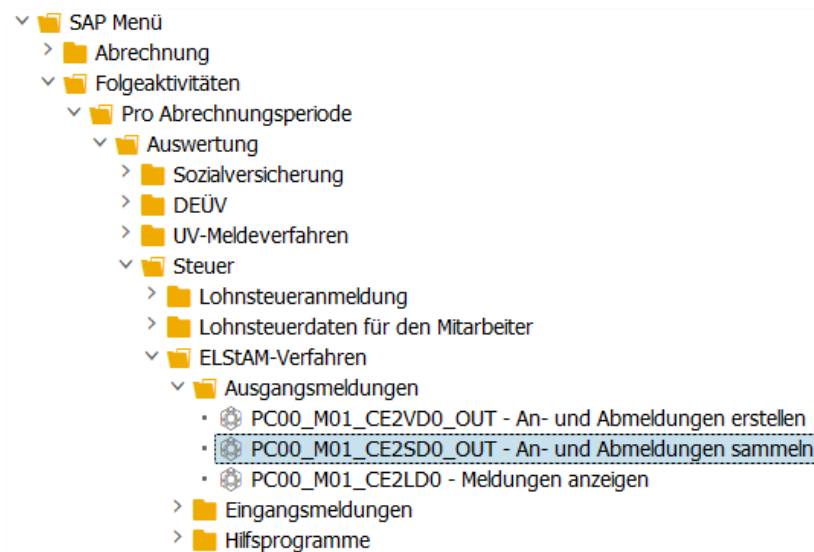 SAP Menü
Abrechnung
Folgeaktivitäten
Pro Abrechnungsperiode
Auswertung
Sozialversicherung
DEÜV
UV-Meldeverfahren
Steuer
Lohnsteueranmeldung
Lohnsteuerdaten für den Mitarbeiter
ELStAM-Verfahren
Ausgangsmeldungen
PC00_M01_CE2VD0_OUT - An- und Abmeldungen erstellen
PC00_M01_CE2SD0_OUT - An- und Abmeldungen sammeln
PC00_M01_CE2LD0 - Meldungen anzeigen
Eingangsmeldungen
Hilfsprogramme